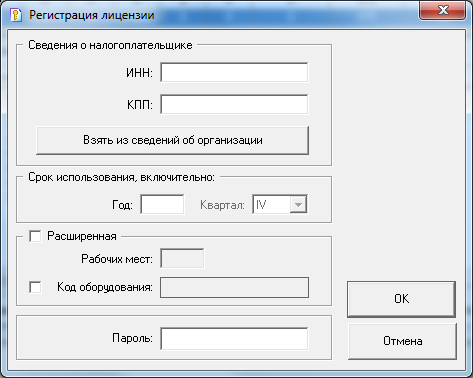 Регистрация лицензии
Сведения о налогоплательщике
ИНН:
КПП:
Взять из сведений об организации
Срок использования, включительно:
Год: Квартал: IV
Расширенная
Рабочих мест:
Код оборудования:
Пароль:
ОК
Отмена